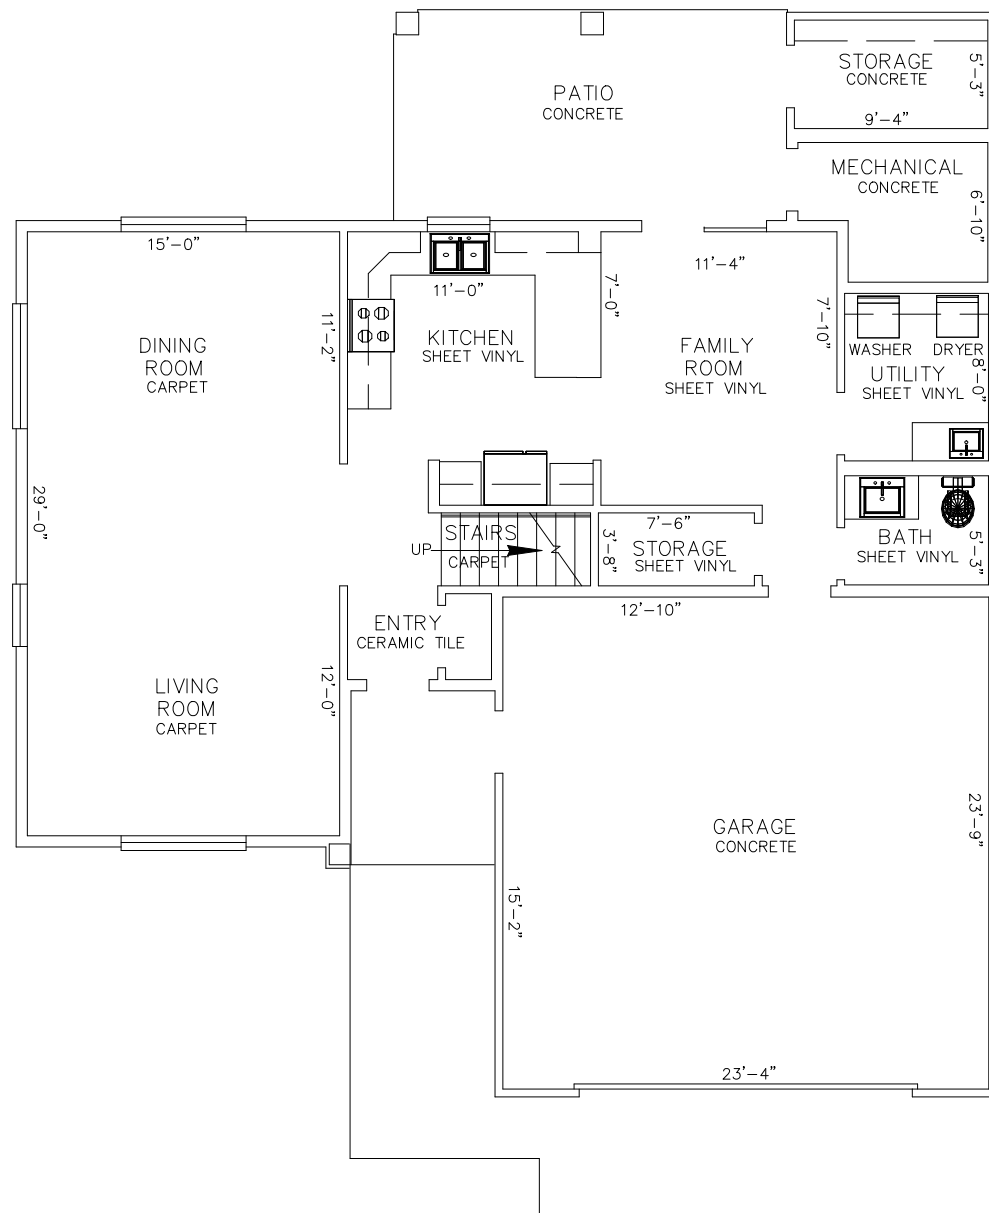 STORAGE
CONCRETE
5'-3"
9'-4"
PATIO
CONCRETE
MECHANICAL
CONCRETE
6'-10"
15'-0"
11'-4"
11'-0"
7'-0"
7'-10"
11'-2"
DINING
ROOM
CARPET
KITCHEN
SHEET VINYL
FAMILY
ROOM
SHEET VINYL
WASHER
DRYER
UTILITY
SHEET VINYL
8'-0"
29'-0"
STAIRS
UP
CARPET
7'-6"
3'-8"
STORAGE
SHEET VINYL
BATH
SHEET VINYL
5'-3"
12'-10"
ENTRY
CERAMIC TILE
12'-0"
LIVING
ROOM
CARPET
GARAGE
CONCRETE
23'-9"
15'-2"
23'-4"